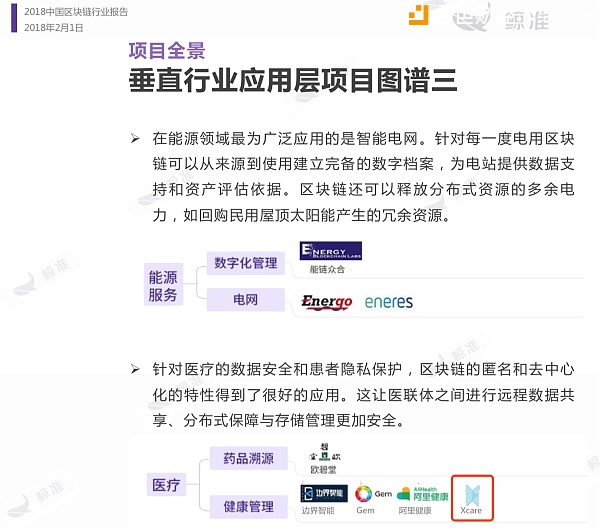 2018中国区块链行业报告
2018年2月1日
鲸准
项目全景
垂直行业应用层项目图谱三
➢ 在能源领域最为广泛应用的是智能电网。针对每一度电用区块
链可以从来源到使用建立完备的数字档案，为电站提供数据支
持和资产评估依据。区块链还可以释放分布式资源的多余电
力，如回购民用屋顶太阳能产生的冗余资源。
能源
服务
数字化管理
ENERGY
BLOCKCHAIN LABS
能链众合
电网
Energo
eneres
➢ 针对医疗的数据安全和患者隐私保护，区块链的匿名和去中心
化的特性得到了很好的应用。这让医联体之间进行远程数据共
享、分布式保障与存储管理更加安全。
医疗
药品溯源
欧碧堂
健康管理
边界智能
边界智能
Gem
Gem
AliHealth
阿里健康
阿里健康
Xcare
鲸准
鲸准
鲸准
鲸准